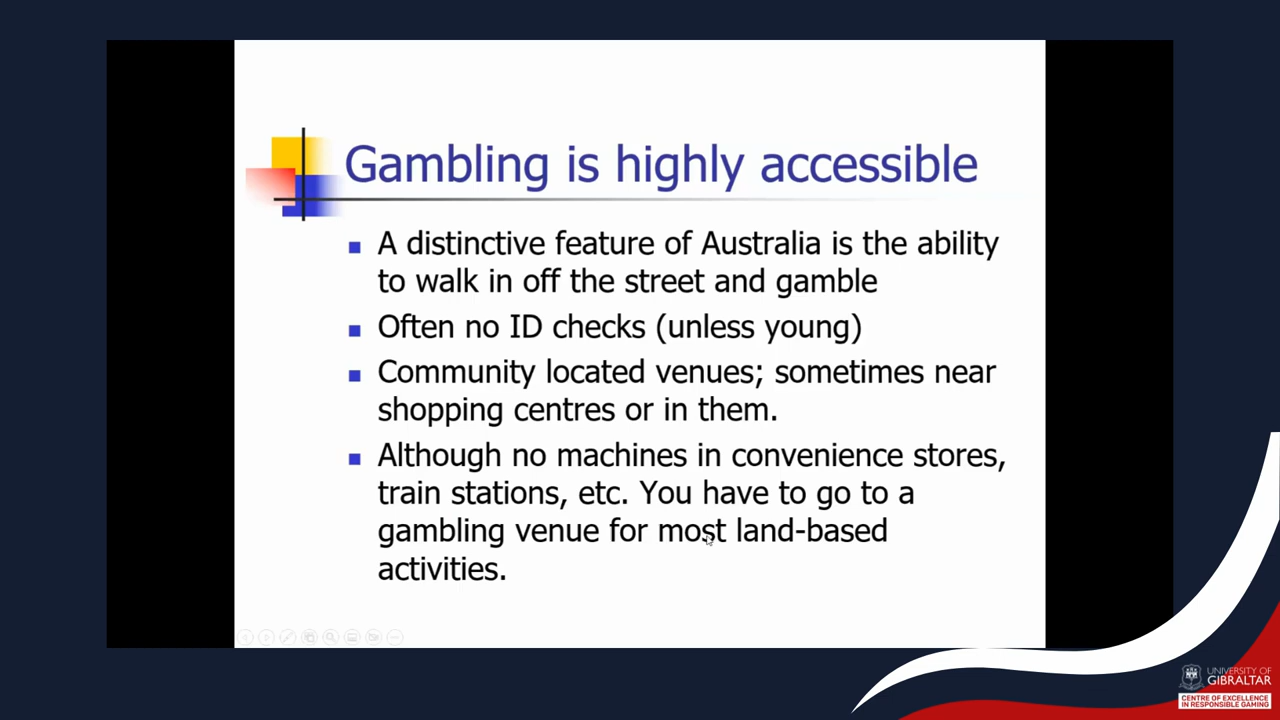 Gambling is highly accessible
A distinctive feature of Australia is the ability
to walk in off the street and gamble
Often no ID checks (unless young)
Community located venues; sometimes near
shopping centres or in them.
Although no machines in convenience stores,
train stations, etc. You have to go to a
gambling venue for most land-based
activities.
UNIVERSITY OF
GIBRALTAR
CENTRE OF EXCELLENCE
IN RESPONSIBLE GAMING